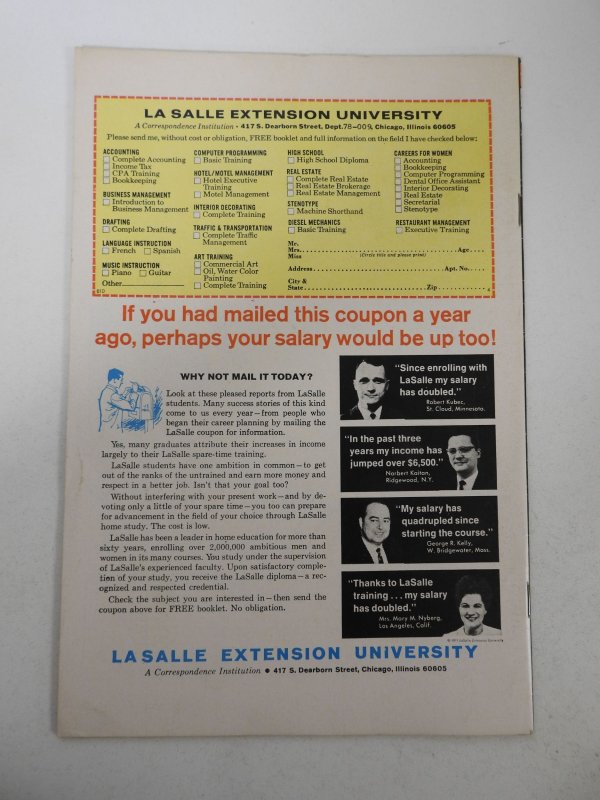 LA SALLE EXTENSION UNIVERSITY
A Correspondence Institution • 417 S. Dearborn Street, Dept. 78-009, Chicago, Illinois 60605
Please send me, without cost or obligation, FREE booklet and full information on the field I have checked below:
ACCOUNTING
Complete Accounting
Income Tax
CPA Training
Bookkeeping
BUSINESS MANAGEMENT
Introduction to
Business Management
DRAFTING
Complete Drafting
LANGUAGE INSTRUCTION
French Spanish
MUSIC INSTRUCTION
Piano Guitar
Other
COMPUTER PROGRAMMING
Basic Training
HOTEL/MOTEL MANAGEMENT
Hotel Executive
Training
Motel Management
INTERIOR DECORATING
Complete Training
TRAFFIC & TRANSPORTATION
Complete Traffic
Management
ART TRAINING
Commercial Art
Oil, Water Color
Painting
Complete Training
HIGH SCHOOL
High School Diploma
REAL ESTATE
Complete Real Estate
Real Estate Brokerage
Real Estate Management
STENOTYPE
Machine Shorthand
DIESEL MECHANICS
Basic Training
CAREERS FOR WOMEN
Accounting
Bookkeeping
Computer Programming
Dental Office Assistant
Interior Decorating
Real Estate
Secretarial
Stenotype
RESTAURANT MANAGEMENT
Executive Training
Mr.
Mrs. Age
Miss (Circle title and please print)
Address Apt. No.
City &
State Zip
If you had mailed this coupon a year
ago, perhaps your salary would be up too!
WHY NOT MAIL IT TODAY?
Look at these pleased reports from LaSalle
students. Many success stories of this kind
come to us every year—from people who
began their career planning by mailing the
LaSalle coupon for information.
Yes, many graduates attribute their increases in income
largely to their LaSalle spare-time training.
LaSalle students have one ambition in common—to get
out of the ranks of the untrained and earn more money and
respect in a better job. Isn't that your goal too?
Without interfering with your present work—and by de-
voting only a little of your spare time—you too can prepare
for advancement in the field of your choice through LaSalle
home study. The cost is low.
LaSalle has been a leader in home education for more than
sixty years, enrolling over 2,000,000 ambitious men and
women in its many courses. You study under the supervision
of LaSalle's experienced faculty. Upon satisfactory comple-
tion of your study, you receive the LaSalle diploma—a rec-
ognized and respected credential.
Check the subject you are interested in—then send the
coupon above for FREE booklet. No obligation.
"Since enrolling with
LaSalle my salary
has doubled."
Robert Kubec,
St. Cloud, Minnesota.
"In the past three
years my income has
jumped over $6,500."
Norbert Kaitan,
Ridgewood, N.Y.
"My salary has
quadrupled since
starting the course."
George R. Kelly,
W. Bridgewater, Mass.
"Thanks to LaSalle
training . . . my salary
has doubled."
Mrs. Mary M. Nyberg,
Los Angeles, Calif.
LA SALLE EXTENSION UNIVERSITY
A Correspondence Institution • 417 S. Dearborn Street, Chicago, Illinois 60605